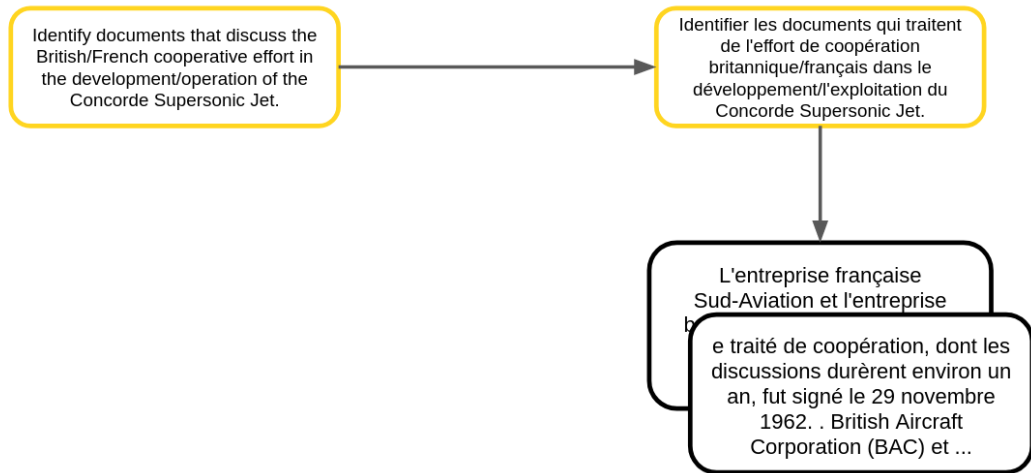 Identify documents that discuss the
British/French cooperative effort in
the development/operation of the
Concorde Supersonic Jet.
Identifier les documents qui traitent
de l'effort de coopération
britannique/français dans le
développement/l'exploitation du
Concorde Supersonic Jet.
L'entreprise française
Sud-Aviation et l'entreprise
e traité de coopération, dont les
discussions durèrent environ un
an, fut signé le 29 novembre
1962. . British Aircraft
Corporation (BAC) et ...